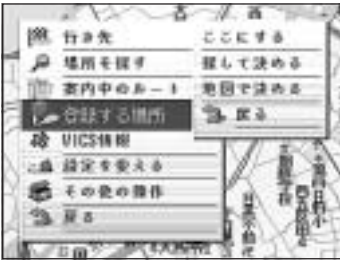 行き先
場所を探す
案内中のルート
登録する場所
VICS情報
設定を変える
その他の操作
戻る
ここにする
探して決める
地図で決める
戻る